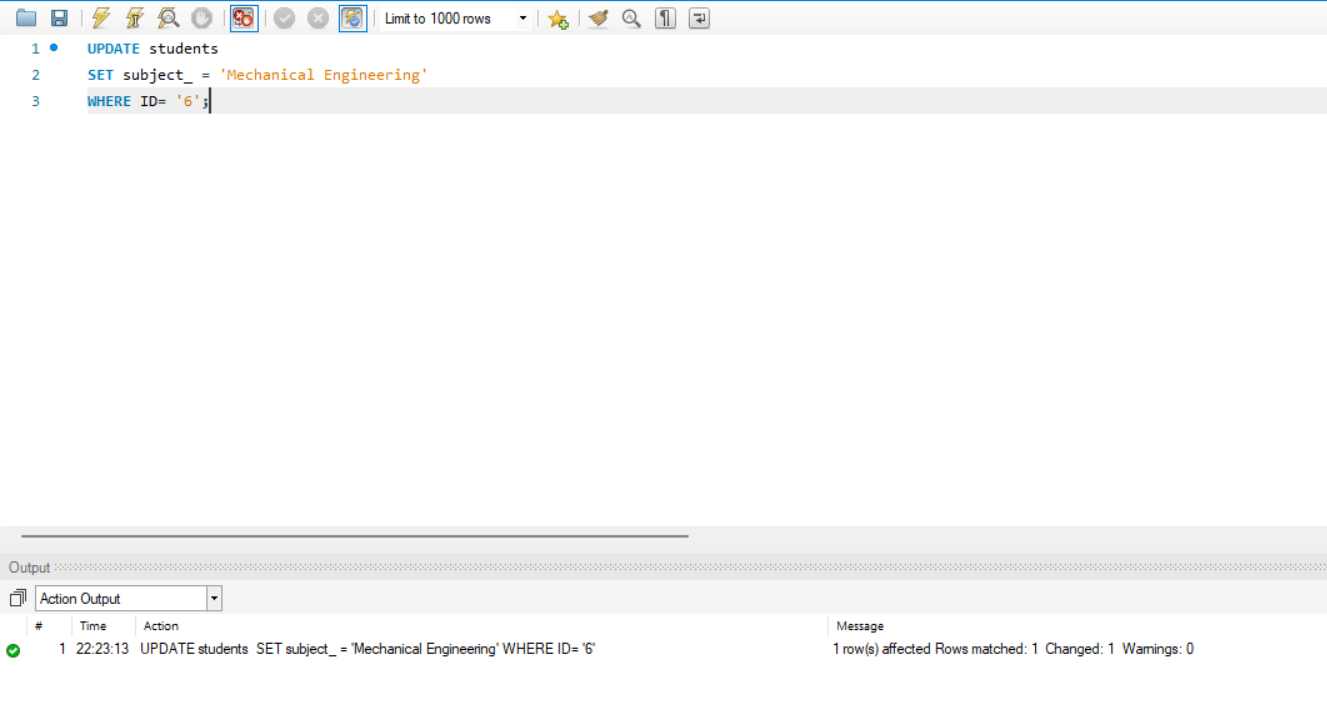 Limit to 1000 rows
1 UPDATE students
2 SET subject_ = 'Mechanical Engineering'
3 WHERE ID= '6';
Output
Action Output
# Time Action Message
1 22:23:13 UPDATE students SET subject_ = 'Mechanical Engineering' WHERE ID= '6' 1 row(s) affected Rows matched: 1 Changed: 1 Warnings: 0